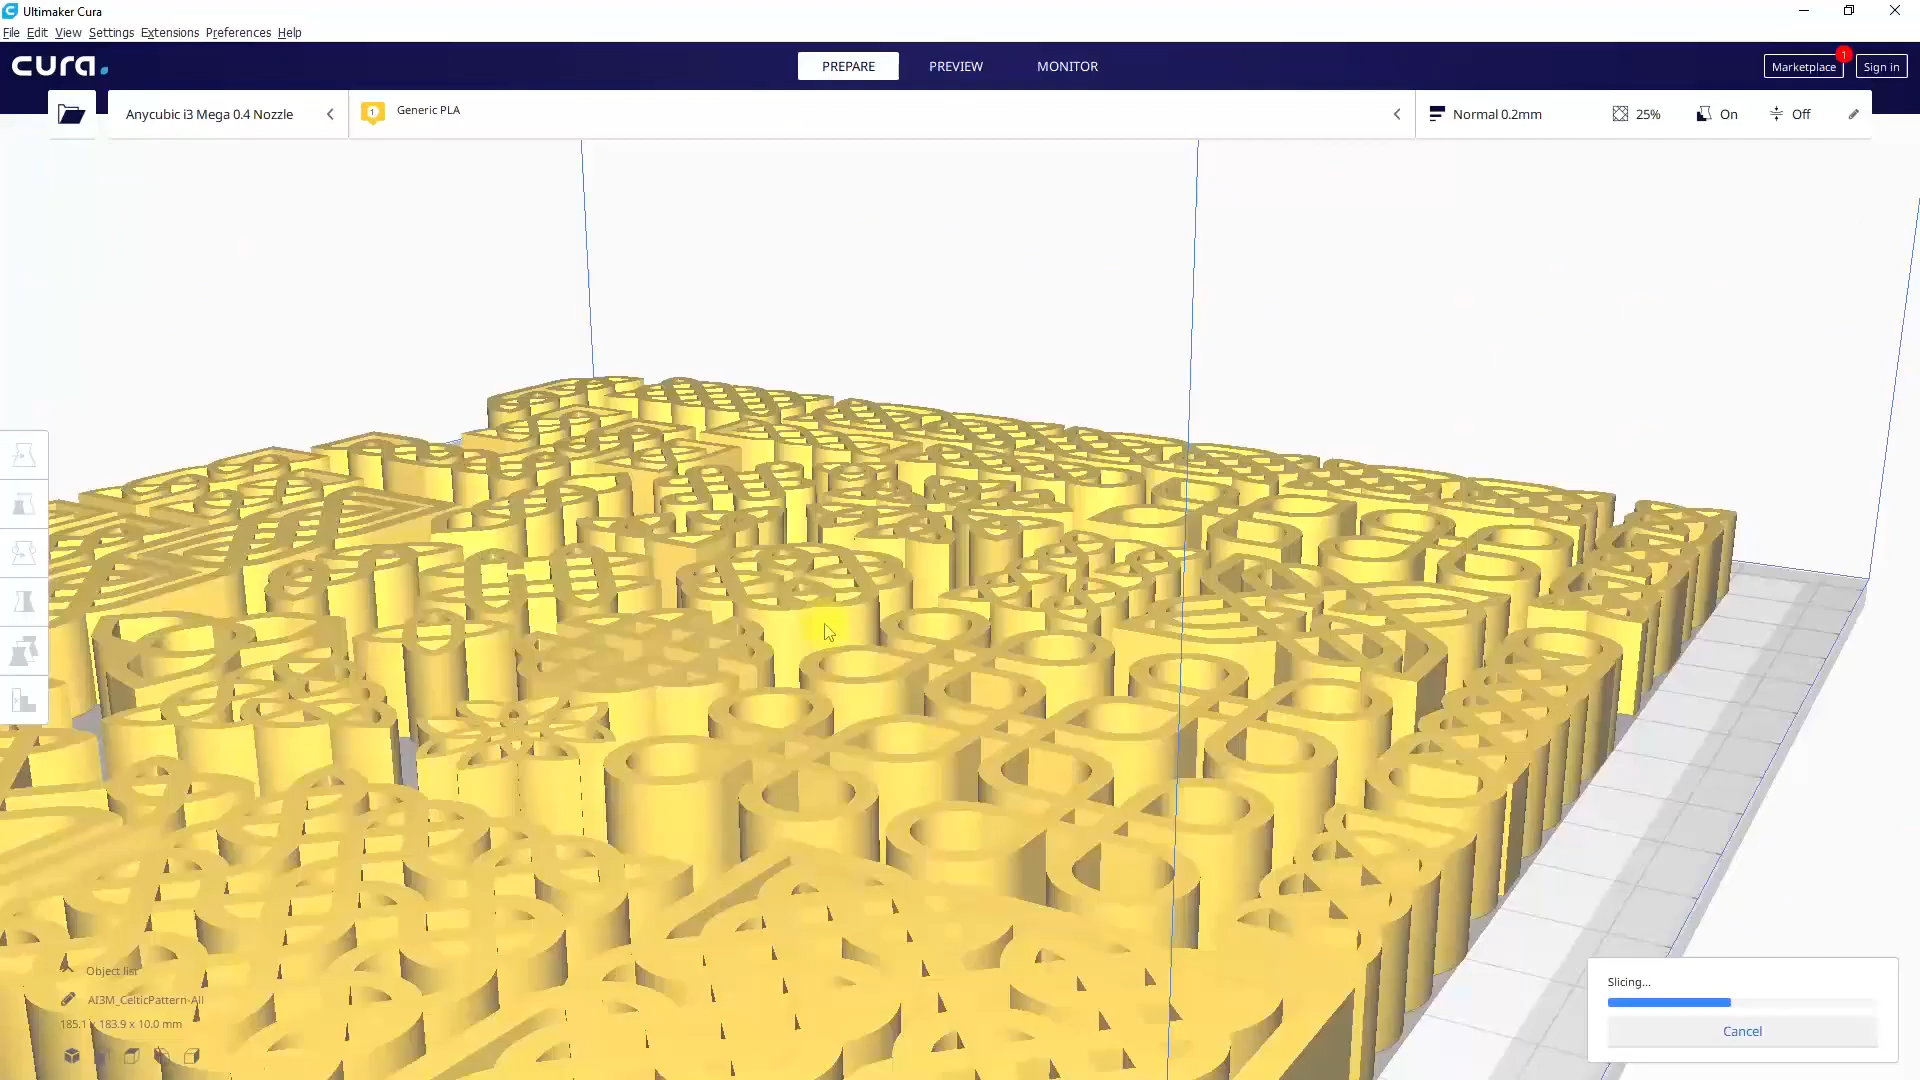 Ultimaker Cura
File Edit View Settings Extensions Preferences Help
cura.
PREPARE PREVIEW MONITOR
1
Marketplace Sign in
Anycubic i3 Mega 0.4 Nozzle
1 Generic PLA
Normal 0.2mm 25% On Off
Object list
AI3M_CelticPattern-All
185.1 x 183.9 x 10.0 mm
Slicing...
Cancel